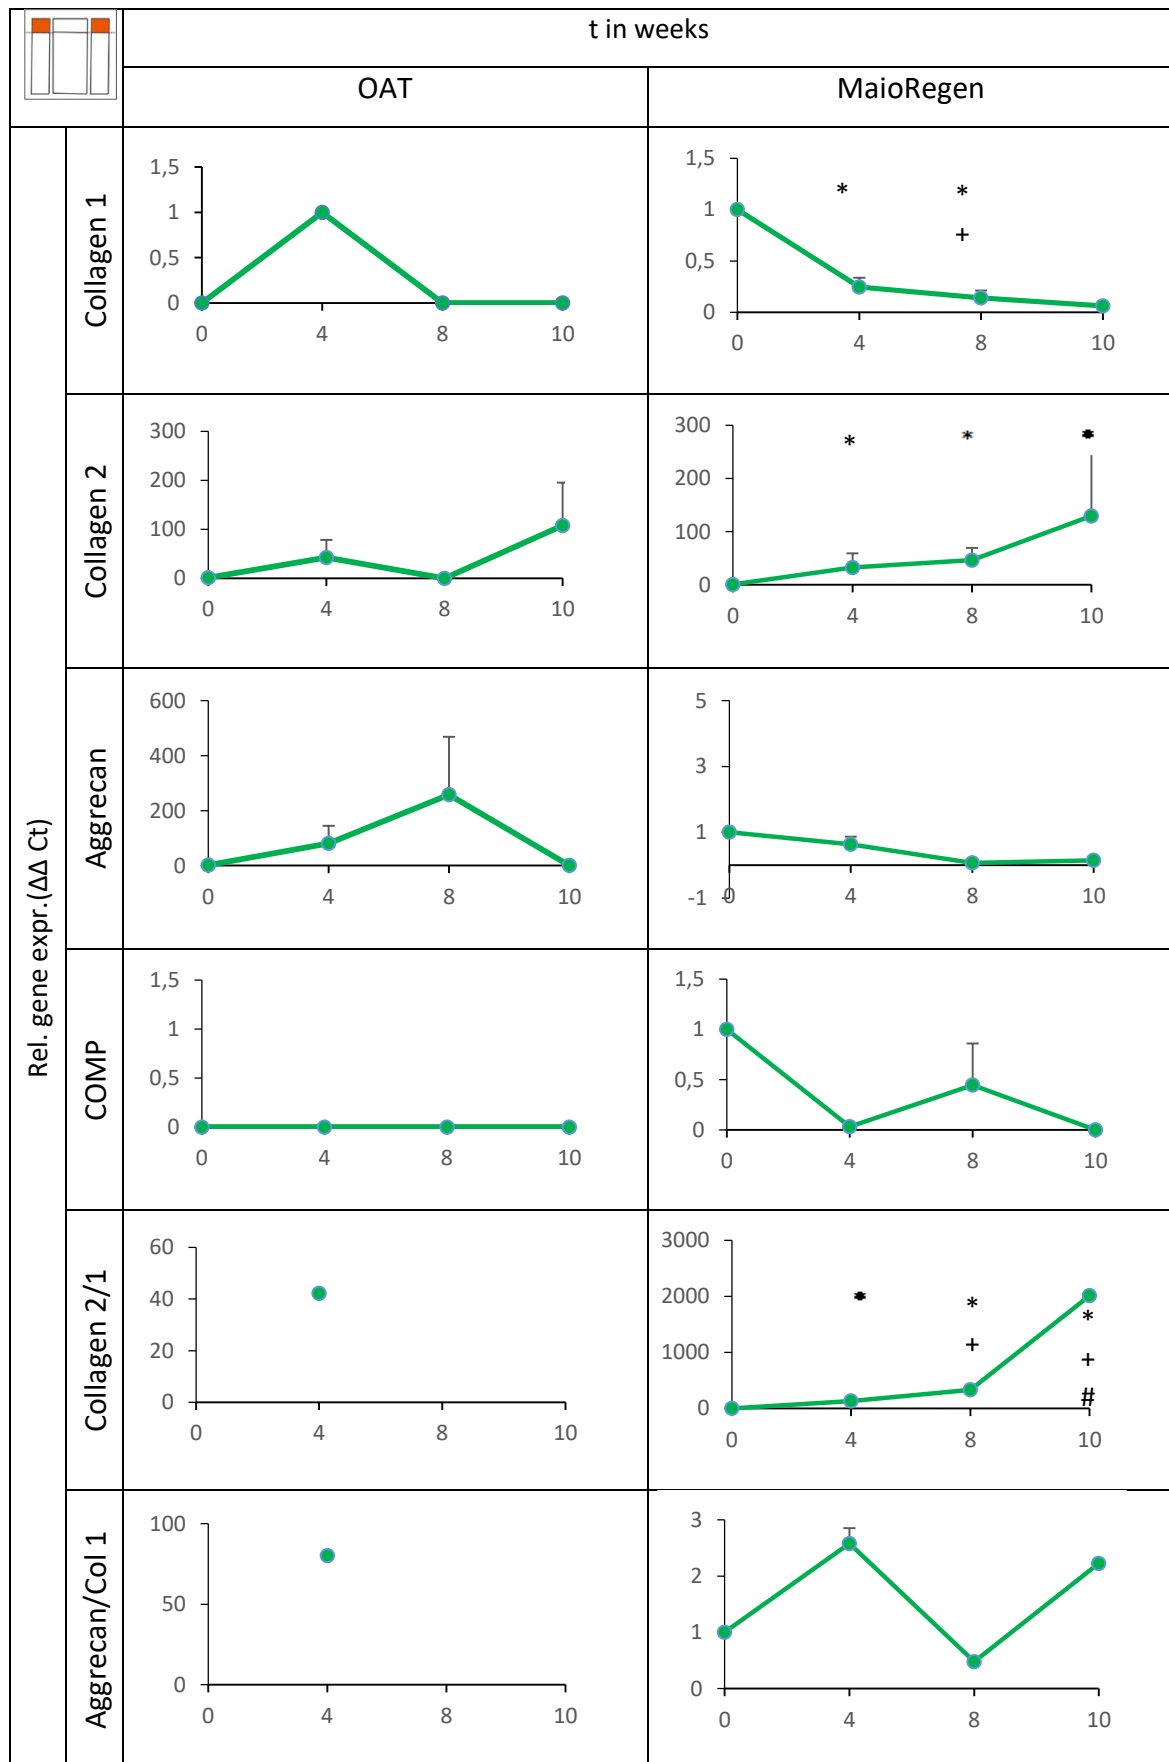 t in weeks
OAT
MaioRegen
Rel. gene expr.(ΔΔ Ct)
Collagen 1
1,5
1
0,5
0
0 4 8 10
1,5
1
0,5
0
* *
+
0 4 8 10
Collagen 2
300
200
100
0
0 4 8 10
300
200
100
0
* * *
0 4 8 10
Aggrecan
600
400
200
0
0 4 8 10
5
3
1
-1
0 4 8 10
COMP
1,5
1
0,5
0
0 4 8 10
1,5
1
0,5
0
0 4 8 10
Collagen 2/1
60
40
20
0
0 4 8 10
3000
2000
1000
0
* * *
+ +
#
0 4 8 10
Aggrecan/Col 1
100
50
0
0 4 8 10
3
2
1
0
0 4 8 10